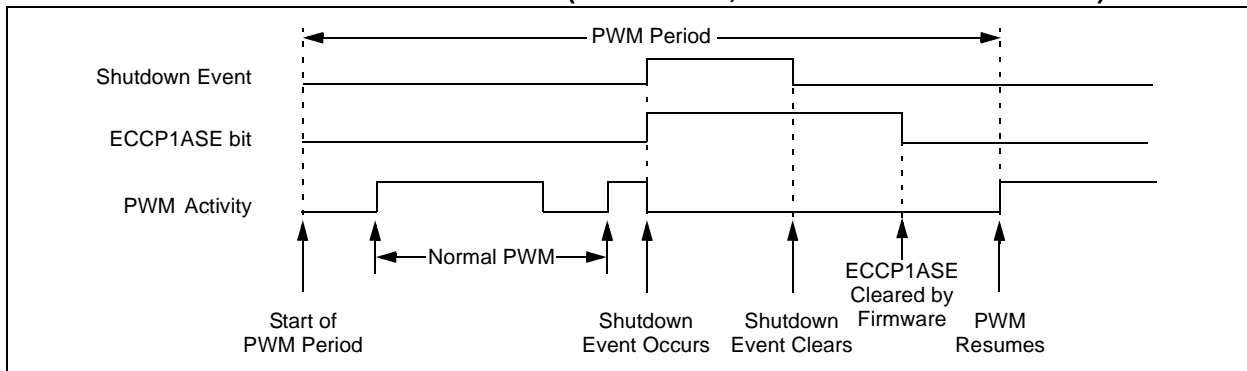 PWM Period
Shutdown Event
ECCP1ASE bit
PWM Activity
Normal PWM
Start of
PWM Period
Shutdown
Event Occurs
Shutdown
Event Clears
ECCP1ASE
Cleared by
Firmware
PWM
Resumes